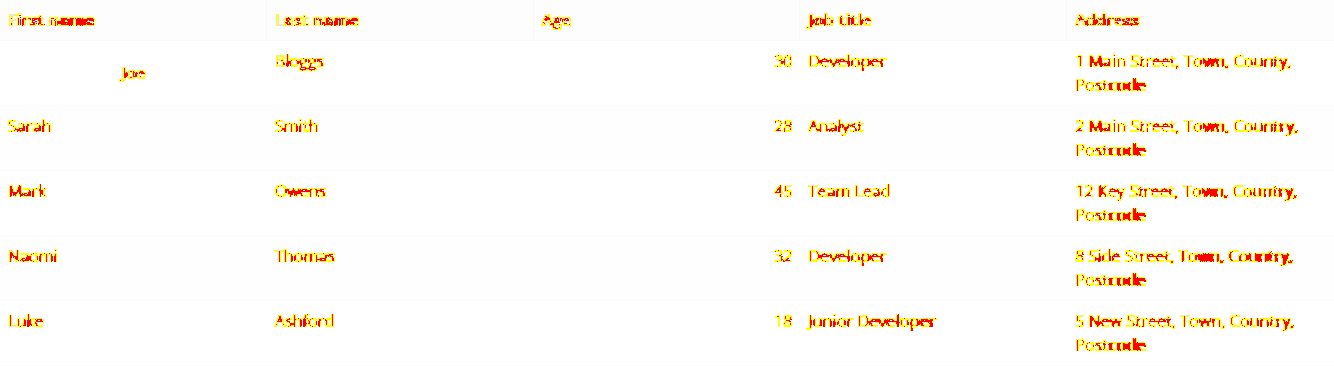 First name Last name Age Job title Address
Joe Bloggs 30 Developer 1 Main Street, Town, County,
Postcode
Sarah Smith 28 Analyst 2 Main Street, Town, Country,
Postcode
Mark Owens 45 Team Lead 12 Key Street, Town, Country,
Postcode
Naomi Thomas 32 Developer 8 Side Street, Town, Country,
Postcode
Luke Ashford 18 Junior Developer 5 New Street, Town, Country,
Postcode